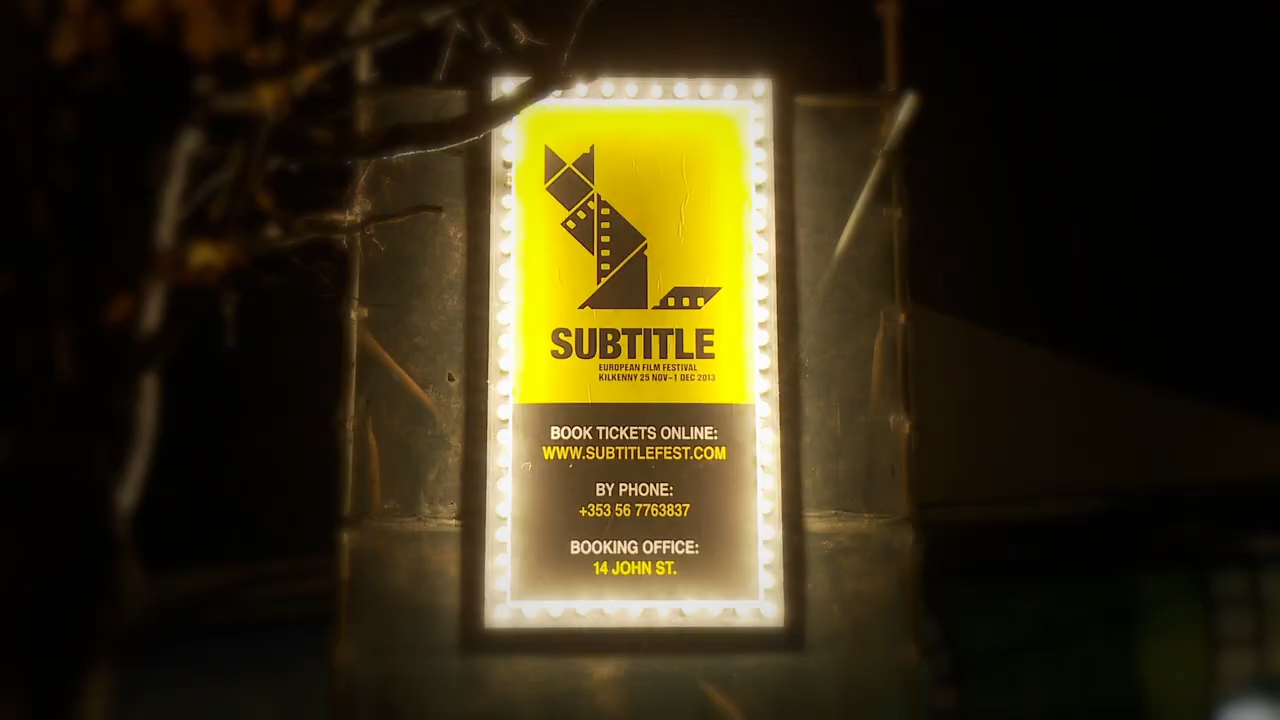 SUBTITLE
EUROPEAN FILM FESTIVAL
KILKENNY 25 NOV–1 DEC 2013
BOOK TICKETS ONLINE:
WWW.SUBTITLEFEST.COM
BY PHONE:
+353 56 7763837
BOOKING OFFICE:
14 JOHN ST.